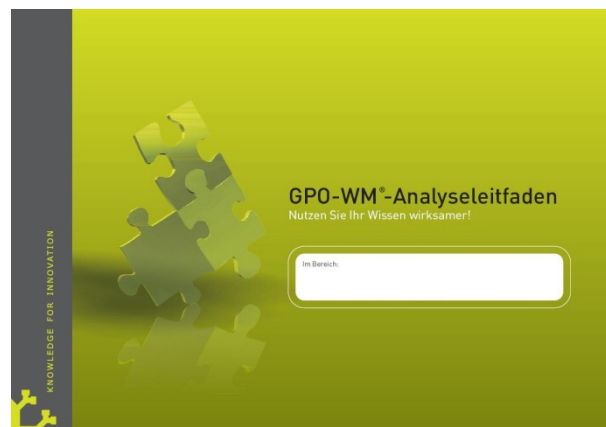 GPO-WM®-Analyseleitfaden
Nutzen Sie Ihr Wissen wirksamer!
Im Bereich:
KNOWLEDGE FOR INNOVATION